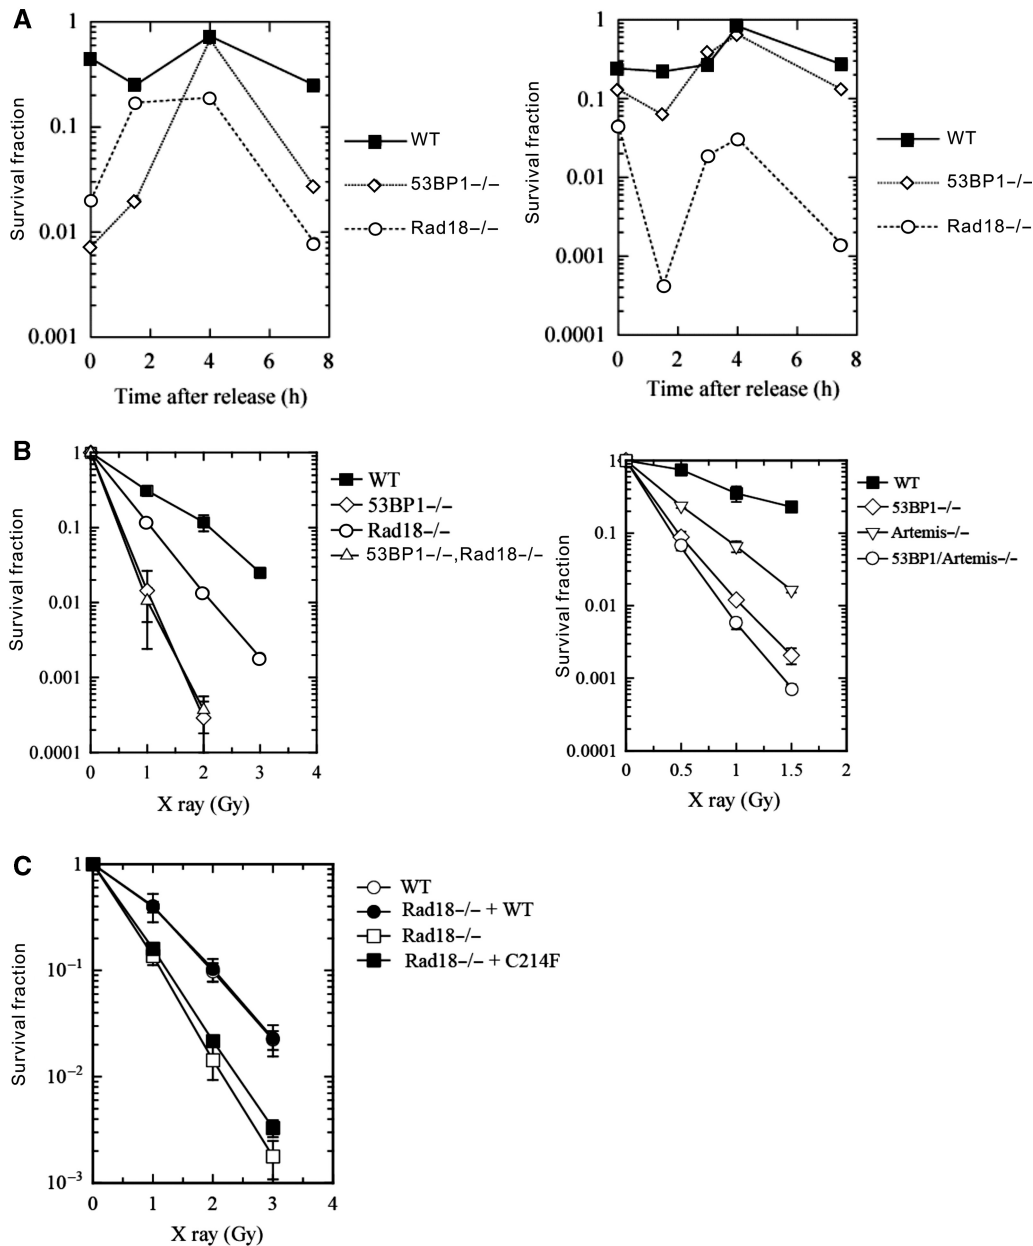 A
Survival fraction
1
0.1
0.01
0.001
0 2 4 6 8
Time after release (h)
WT
53BP1−/−
Rad18−/−
Survival fraction
1
0.1
0.01
0.001
0.0001
0 2 4 6 8
Time after release (h)
WT
53BP1−/−
Rad18−/−
B
Survival fraction
1
0.1
0.01
0.001
0.0001
0 1 2 3 4
X ray (Gy)
WT
53BP1−/−
Rad18−/−
53BP1−/−,Rad18−/−
Survival fraction
1
0.1
0.01
0.001
0.0001
0 0.5 1 1.5 2
X ray (Gy)
WT
53BP1−/−
Artemis−/−
53BP1/Artemis−/−
C
Survival fraction
1
10⁻¹
10⁻²
10⁻³
0 1 2 3 4
X ray (Gy)
WT
Rad18−/− + WT
Rad18−/−
Rad18−/− + C214F